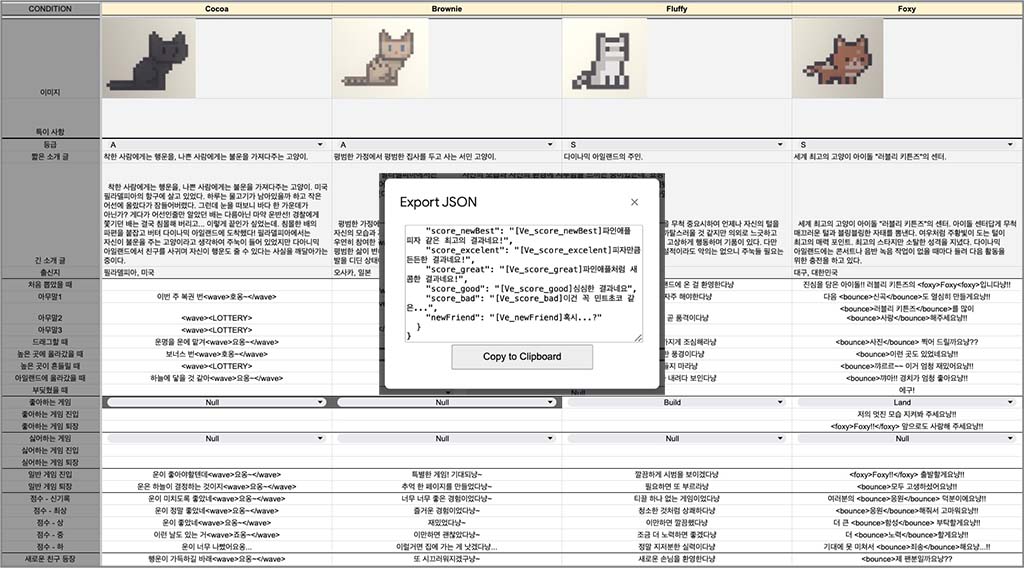 CONDITION Cocoa Brownie Fluffy Foxy
이미지
특이 사항
등급 A A S S
짧은 소개 글 착한 사람에게는 행운을, 나쁜 사람에게는 불운을 가져다주는 고양이. 평범한 가정에서 평범한 집사를 두고 사는 서민 고양이. 다이나믹 아일랜드의 주인. 세계 최고의 고양이 아이돌 "러블리 키튼즈"의 센터.
긴 소개 글
착한 사람에게는 행운을, 나쁜 사람에게는 불운을 가져다주는 고양이. 미국
필라델피아의 항구에 살고 있었다. 하루는 물고기가 남아있을까 하고 작은
어선에 올랐다가 잠들어버렸다. 그런데 눈을 떠보니 바다 한 가운데가
아닌가? 게다가 어선인줄만 알았던 배는 다름아닌 마약 운반선! 경찰에게
쫓기던 배는 결국 침몰해 버리고... 이렇게 끝인가 싶었는데. 침몰한 배의
피판을 붙잡고 버텨 다이나믹 아일랜드에 도착했다! 필라델피아에서는
자신이 불운을 주는 고양이라고 생각하여 주눅이 들어 있었지만 다이나믹
아일랜드에서 친구를 사귀며 자신이 행운도 줄 수 있다는 사실을 깨달아가는
중이다.
평범한 가정에서
자신의 모습과
우연히 참여한
평범한 삶이
발을 디딘 상태
무척 중요시하여 언제나 자신의 털을
까탈스러울 것 같지만 의외로 느긋하고
고상하게 행동하여 기품이 있다. 다만
악의는 없으니 주눅들 필요는
세계 최고의 고양이 아이돌 "러블리 키튼즈"의 센터. 아이돌 센터답게 무척
매끄러운 털과 블링블링한 자태를 뽐낸다. 여우처럼 주황빛이 도는 털이
최고의 매력 포인트. 최고의 스타지만 소탈한 성격을 지녔다. 다이나믹
아일랜드에는 콘서트나 음반 녹음 작업이 없을 때마다 들러 다음 활동을
위한 충전을 하고 있다.
출신지 필라델피아, 미국 오사카, 일본 대구, 대한민국
처음 뽑았을 때 랜드에 온 걸 환영한다냥 진심을 담은 아이돌!! 러블리 키튼즈의 <foxy>Foxy<foxy>입니다냥!!
아무말1 이번 주 복권 번<wave>호옹~</wave> 자주 해야한다냥 다음 <bounce>신곡</bounce>도 열심히 만들게요냥!!
아무말2 <wave><LOTTERY> 곧 품격이다냥 <bounce>러블리 키튼즈</bounce>를 많이
<bounce>사랑</bounce>해주세요냥!!
아무말3 <wave><LOTTERY>
드래그할 때 운명을 운에 맡겨<wave>요옹~</wave> 조심해라냥 <bounce>사진</bounce> 찍어 드릴까요냥??
높은 곳에 올라갔을 때 보너스 번<wave>호옹~</wave> 풍경이다냥 <bounce>이런 곳도 있었네요냥!!
높은 곳이 흔들릴 때 <wave><LOTTERY> 마라냥 <bounce>꺄르르~~ 이거 엄청 재밌어요냥!!
아일랜드에 올라갔을 때 하늘에 닿을 것 같아<wave>요옹~</wave> 내려다 보인다냥 <bounce>꺄아!! 경치가 엄청 좋아요냥!!
부딪혔을 때 Null 에구!
좋아하는 게임 Null Null Build Land
좋아하는 게임 진입 저의 멋진 모습 지켜봐 주세요냥!!
좋아하는 게임 퇴장 <foxy>Foxy!!</foxy> 앞으로도 사랑해 주세요냥!!
싫어하는 게임 Null Null Null Null
싫어하는 게임 진입
싫어하는 게임 퇴장
일반 게임 진입 운이 좋아야할텐데<wave>요옹~</wave> 특별한 게임! 기대되냥~ 깔끔하게 시범을 보이겠다냥 <foxy>Foxy!!</foxy> 출발할게요냥!!
일반 게임 퇴장 운은 하늘이 결정하는 것이지<wave>요옹~</wave> 추억 한 페이지를 만들었다냥~ 필요하면 또 부르라냥 <bounce>모두 고생하셨어요냥!!
점수 - 신기록 운이 미치도록 좋았네<wave>요옹~</wave> 너무 너무 좋은 경험이었다냥~ 티끌 하나 없는 게임이었다냥 여러분의 <bounce>응원</bounce> 덕분이에요냥!!
점수 - 최상 운이 정말 좋았네<wave>요옹~</wave> 즐거운 경험이었다냥~ 청소한 것처럼 상쾌하다냥 <bounce>응원</bounce>해줘서 고마워요냥!!
점수 - 상 운이 좋았네<wave>요옹~</wave> 재밌었다냥~ 이만하면 깔끔했다냥 더 큰 <bounce>함성</bounce> 부탁할게요냥!!
점수 - 중 이런 날도 있는 거<wave>죠옹~</wave> 이만하면 괜찮았다냥~ 조금 더 노력하면 좋겠다냥 더 <bounce>노력</bounce>할게요냥!!
점수 - 하 운이 너무 나빴어요옹... 이럴거면 집에 가는 게 낫겠다냥... 정말 지저분한 실력이다냥 기대에 못 미쳐서 <bounce>죄송</bounce>해요냥...!!
새로운 친구 등장 행운이 가득하길 바래<wave>요옹~</wave> 또 시끄러워지겠구냥~ 새로운 손님을 환영한다냥 <bounce>제 팬분일까요냥??
Export JSON ×
"score_newBest": "[Ve_score_newBest]파인애플
피자 같은 최고의 결과네요!",
"score_excelent": "[Ve_score_excelent]피자만큼
든든한 결과네요!",
"score_great": "[Ve_score_great]파인애플처럼 새
콤한 결과네요!",
"score_good": "[Ve_score_good]심심한 결과네요",
"score_bad": "[Ve_score_bad]이건 꼭 민트초코 같
은...",
"newFriend": "[Ve_newFriend]혹시...?"
}
}
Copy to Clipboard